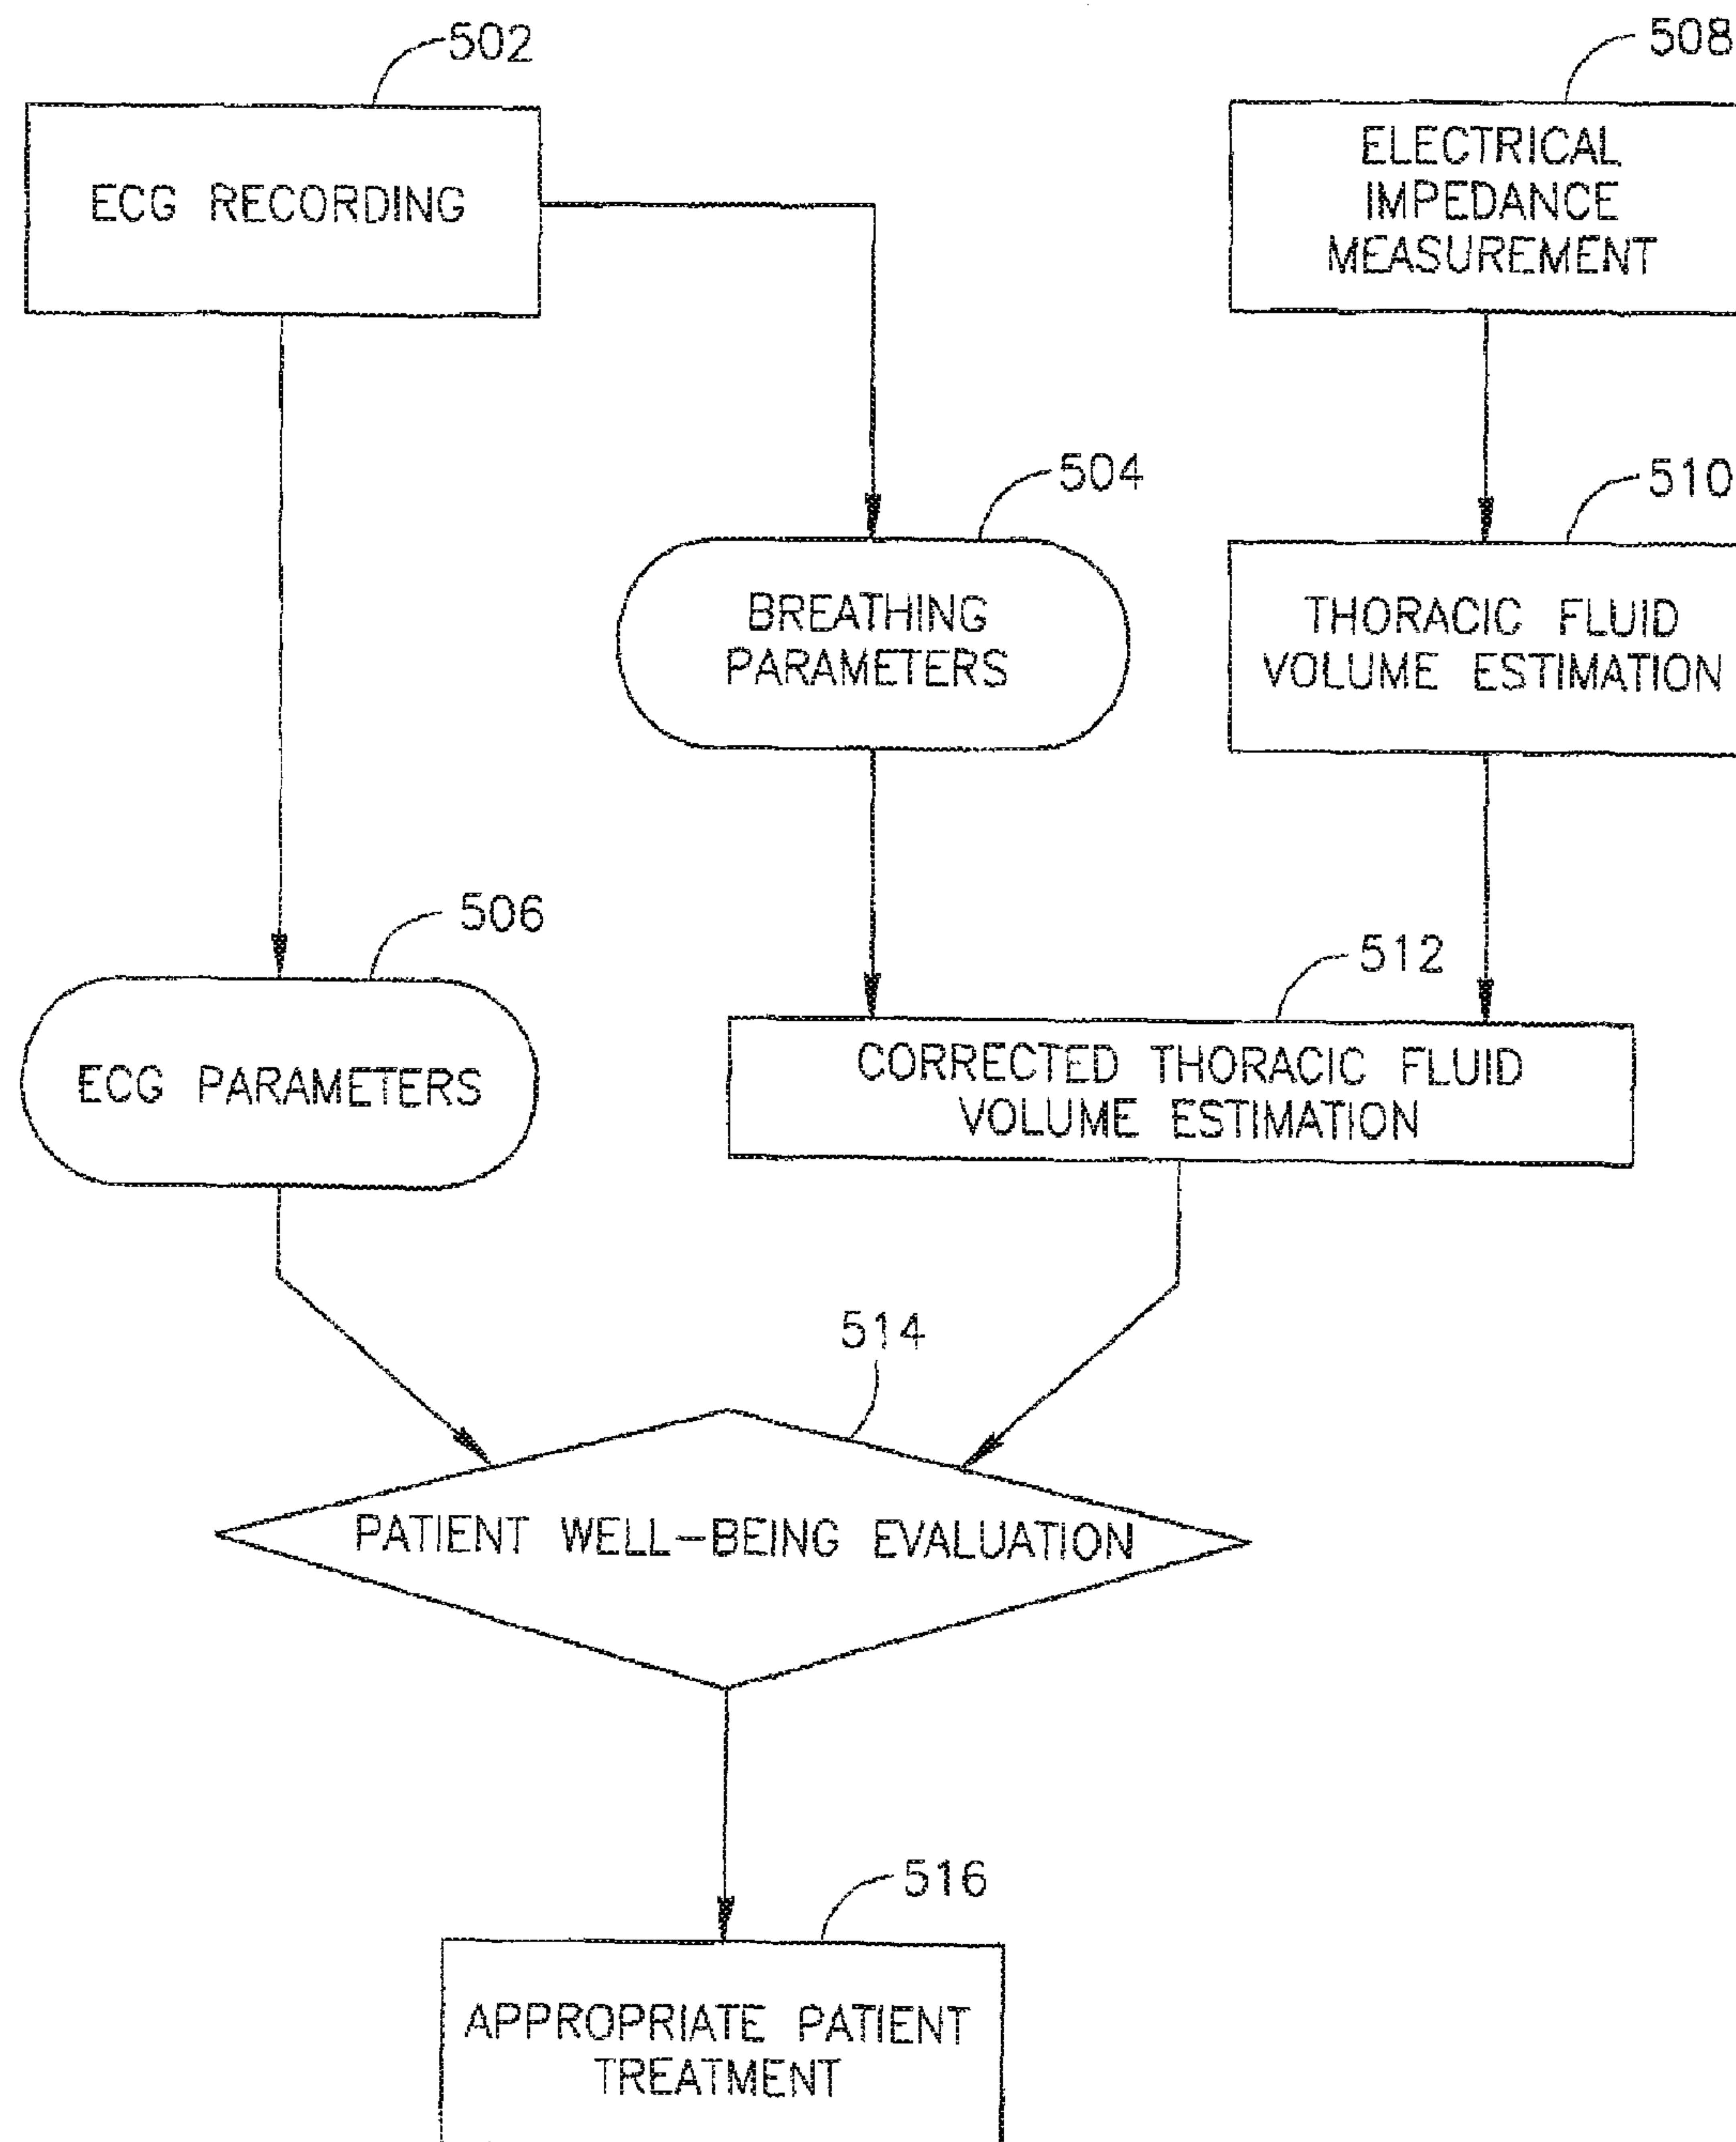 502
508
ECG RECORDING
ELECTRICAL
IMPEDANCE
MEASUREMENT
504
510
BREATHING
PARAMETERS
THORACIC FLUID
VOLUME ESTIMATION
506
512
ECG PARAMETERS
CORRECTED THORACIC FLUID
VOLUME ESTIMATION
514
PATIENT WELL-BEING EVALUATION
516
APPROPRIATE PATIENT
TREATMENT